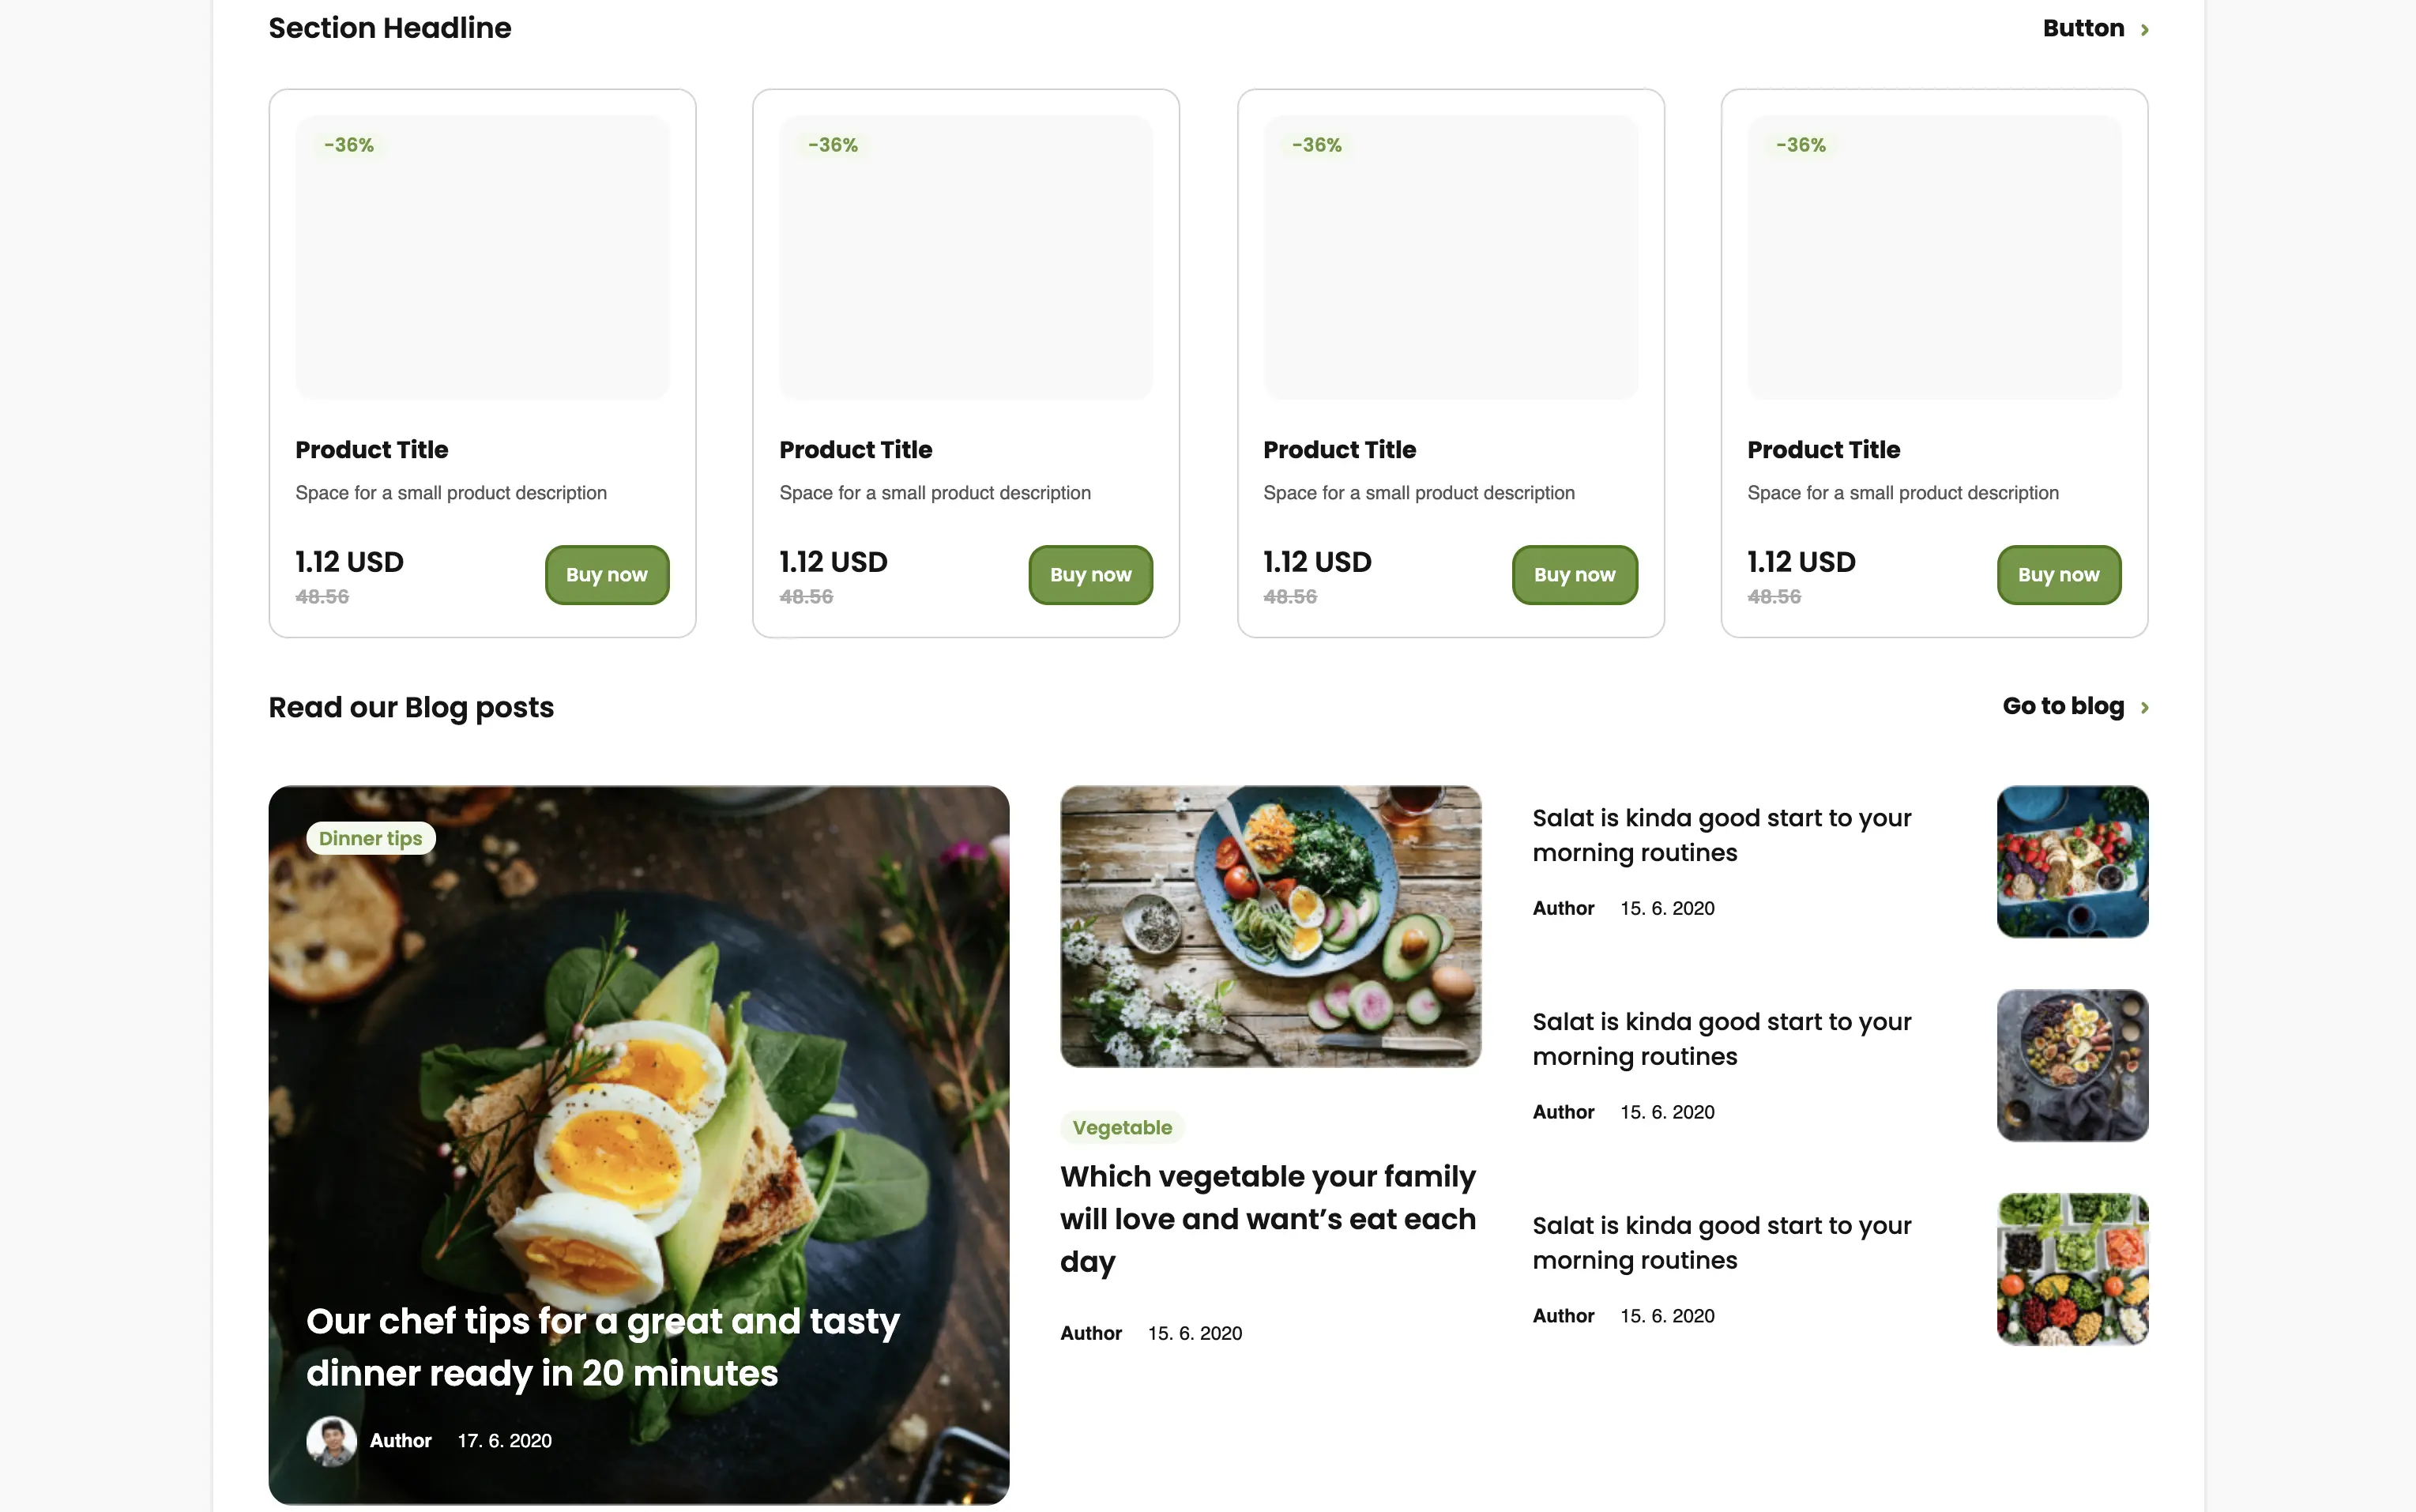 Section Headline
Button
-36%
-36%
-36%
-36%
Product Title
Product Title
Product Title
Product Title
Space for a small product description
Space for a small product description
Space for a small product description
Space for a small product description
1.12 USD
48.56
Buy now
1.12 USD
48.56
Buy now
1.12 USD
48.56
Buy now
1.12 USD
48.56
Buy now
Read our Blog posts
Go to blog
Dinner tips
Our chef tips for a great and tasty
dinner ready in 20 minutes
Author 17. 6. 2020
Vegetable
Which vegetable your family
will love and want’s eat each
day
Author 15. 6. 2020
Salat is kinda good start to your
morning routines
Author 15. 6. 2020
Salat is kinda good start to your
morning routines
Author 15. 6. 2020
Salat is kinda good start to your
morning routines
Author 15. 6. 2020